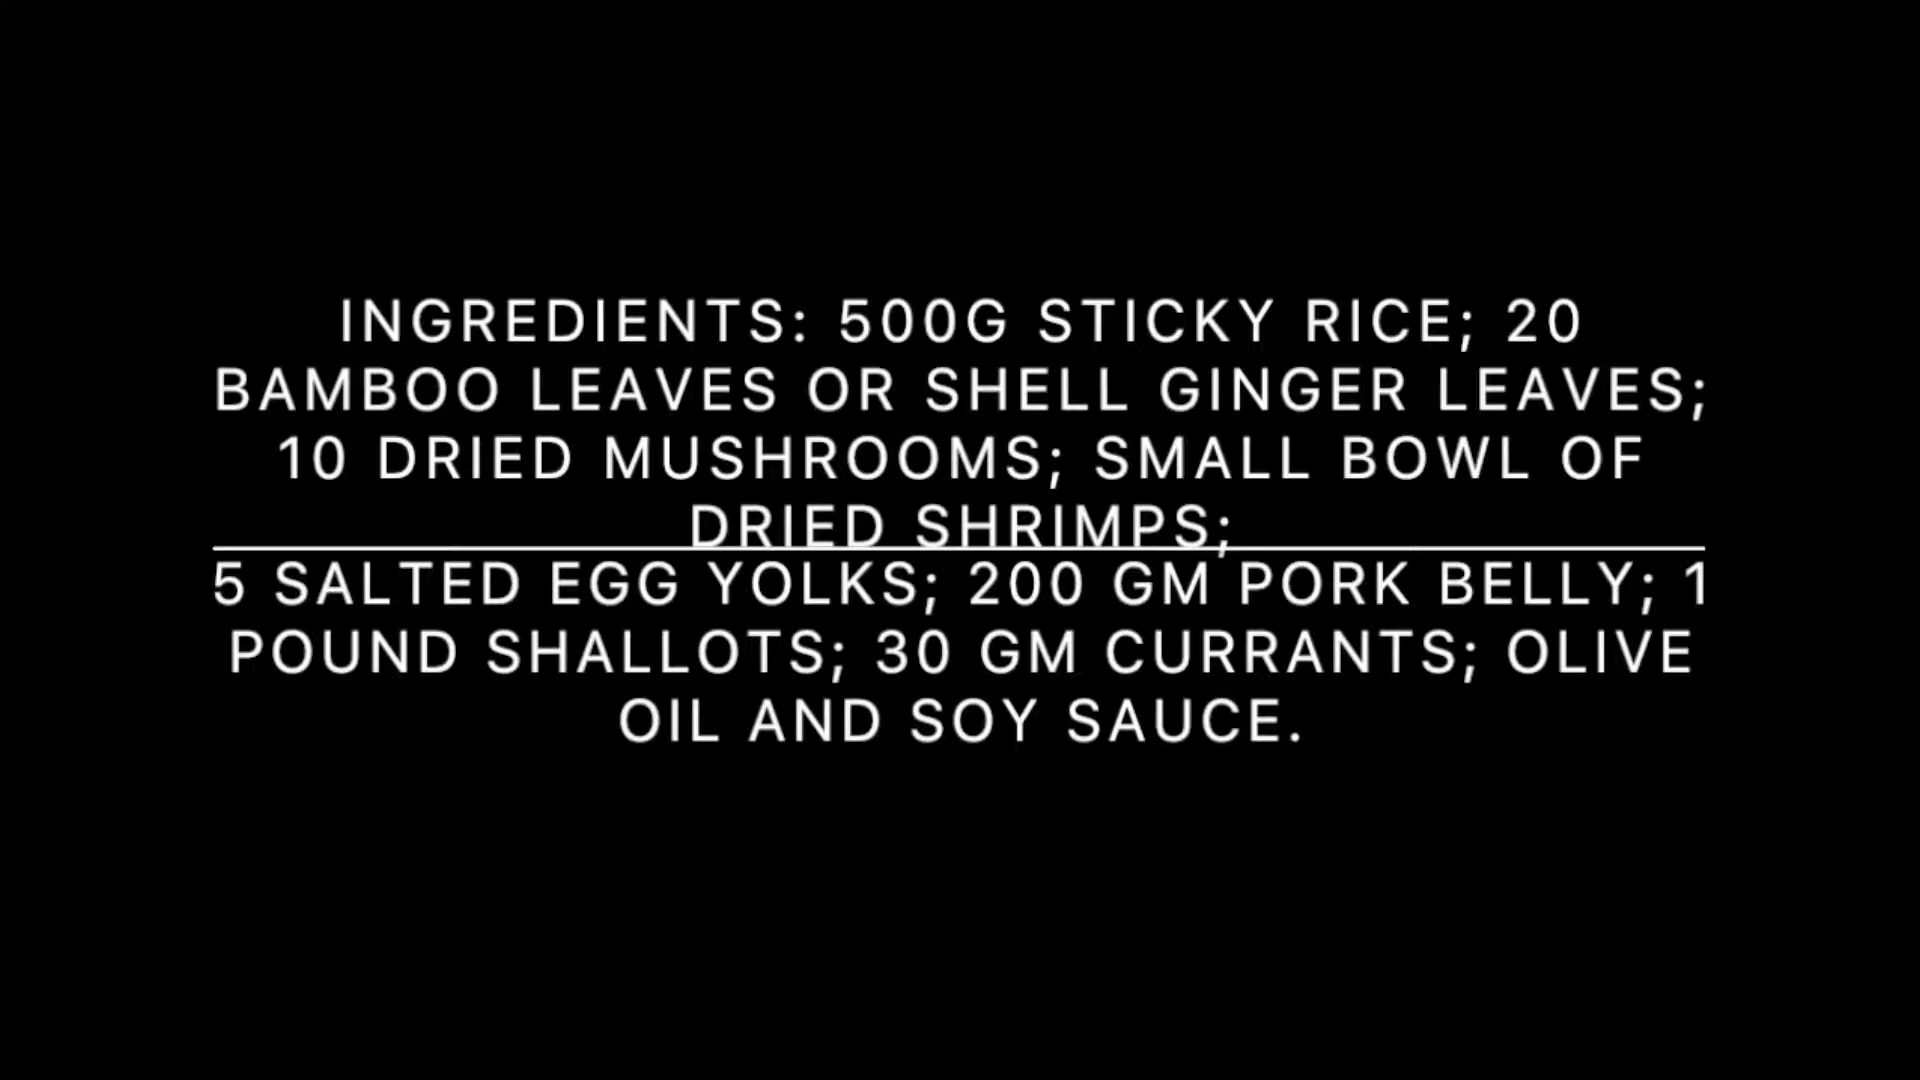 INGREDIENTS: 500G STICKY RICE; 20
BAMBOO LEAVES OR SHELL GINGER LEAVES;
10 DRIED MUSHROOMS; SMALL BOWL OF
DRIED SHRIMPS;
5 SALTED EGG YOLKS; 200 GM PORK BELLY; 1
POUND SHALLOTS; 30 GM CURRANTS; OLIVE
OIL AND SOY SAUCE.